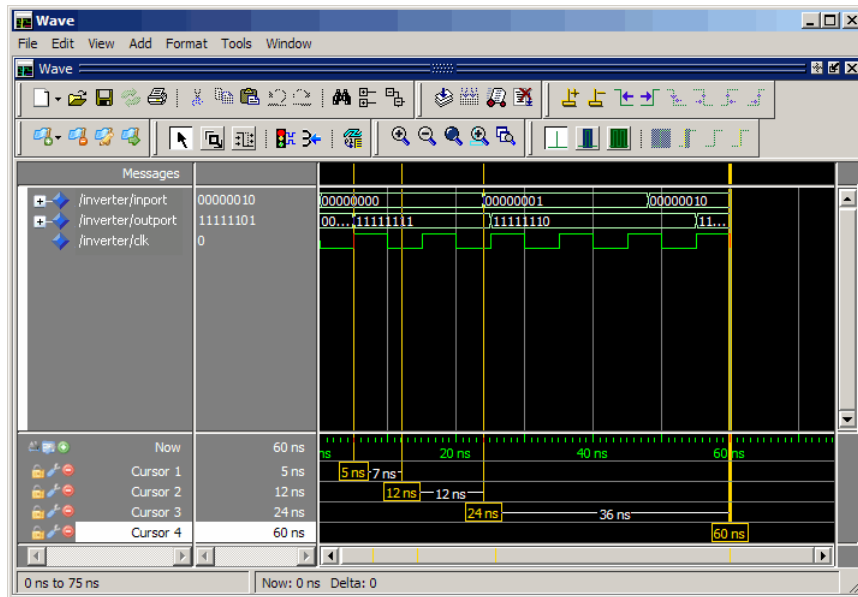 Wave
File Edit View Add Format Tools Window
Wave
Messages
/inverter/inport 00000010 00000000 00000001 00000010
/inverter/outport 11111101 00... 11111111 11111110 11...
/inverter/clk 0
Now 60 ns ns 20 ns 40 ns 60 ns
Cursor 1 5 ns 5 ns 7 ns
Cursor 2 12 ns 12 ns 12 ns
Cursor 3 24 ns 24 ns 36 ns
Cursor 4 60 ns 60 ns
0 ns to 75 ns Now: 0 ns Delta: 0